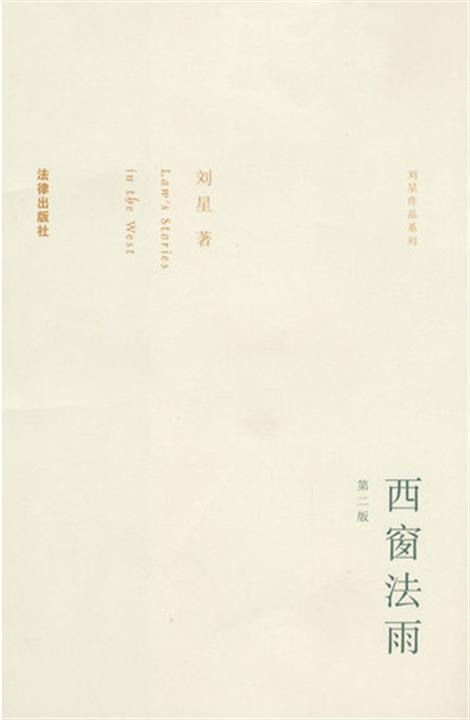 刘星作品系列
西窗法雨
第二版
刘星 著
Law's Stories
in the West
法律出版社